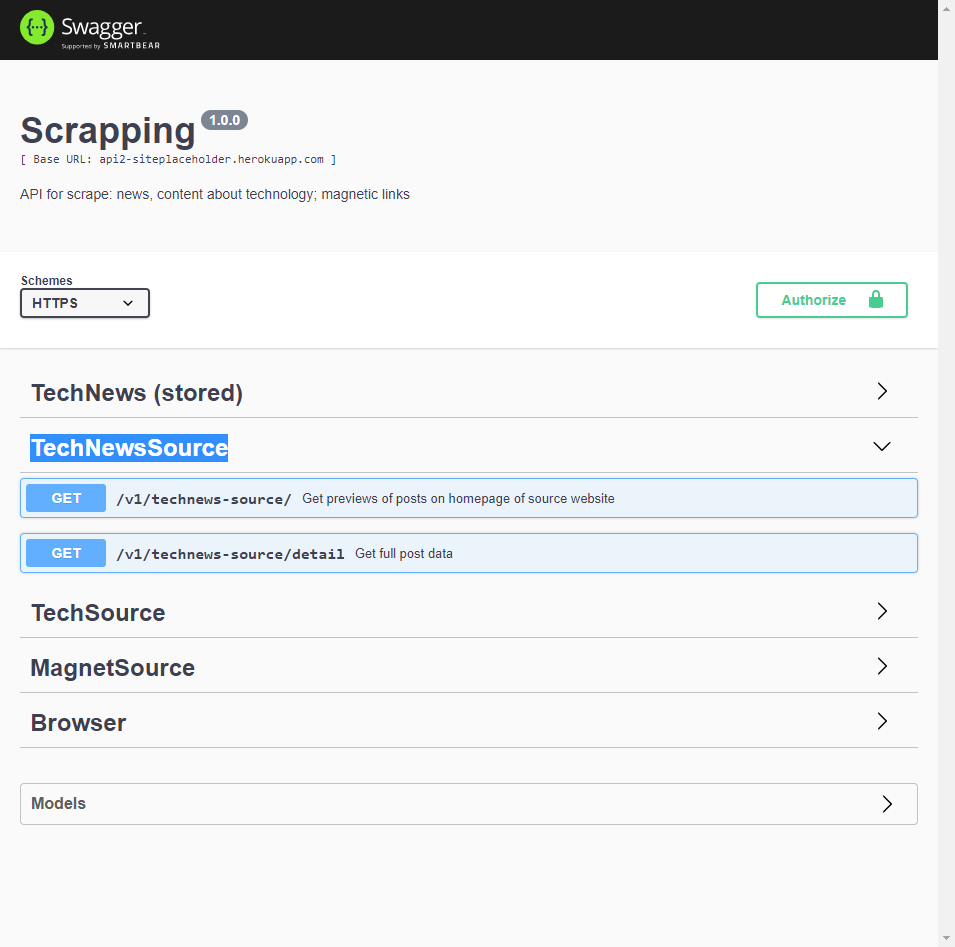 Swagger
Supported by SMARTBEAR
Scrapping 1.0.0
[ Base URL: api2-siteplaceholder.herokuapp.com ]
API for scrape: news, content about technology; magnetic links
Schemes
HTTPS
Authorize
TechNews (stored)
TechNewsSource
GET /v1/technews-source/ Get previews of posts on homepage of source website
GET /v1/technews-source/detail Get full post data
TechSource
MagnetSource
Browser
Models